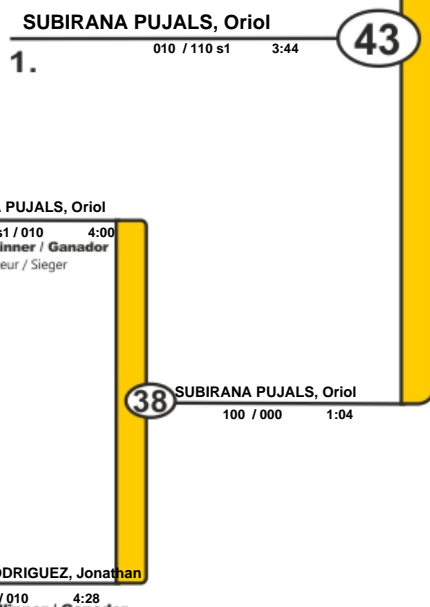 SUBIRANA PUJALS, Oriol
010 / 110 s1 3:44
43
1.
PUJALS, Oriol
s1 / 010 4:00
inner / Ganador
eur / Sieger
38
SUBIRANA PUJALS, Oriol
100 / 000 1:04
ODRIGUEZ, Jonathan
/ 010 4:28